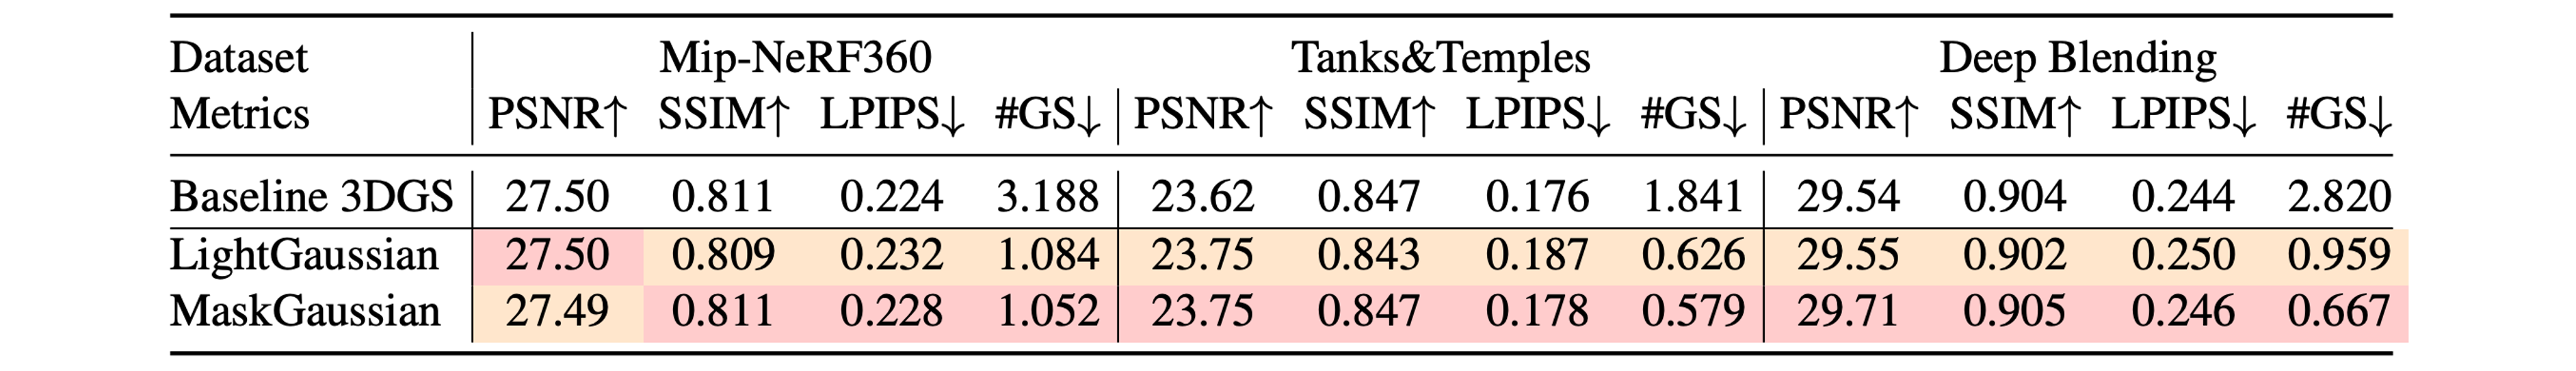 Dataset Mip-NeRF360 Tanks&Temples Deep Blending
Metrics PSNR↑ SSIM↑ LPIPS↓ #GS↓ PSNR↑ SSIM↑ LPIPS↓ #GS↓ PSNR↑ SSIM↑ LPIPS↓ #GS↓
Baseline 3DGS 27.50 0.811 0.224 3.188 23.62 0.847 0.176 1.841 29.54 0.904 0.244 2.820
LightGaussian 27.50 0.809 0.232 1.084 23.75 0.843 0.187 0.626 29.55 0.902 0.250 0.959
MaskGaussian 27.49 0.811 0.228 1.052 23.75 0.847 0.178 0.579 29.71 0.905 0.246 0.667